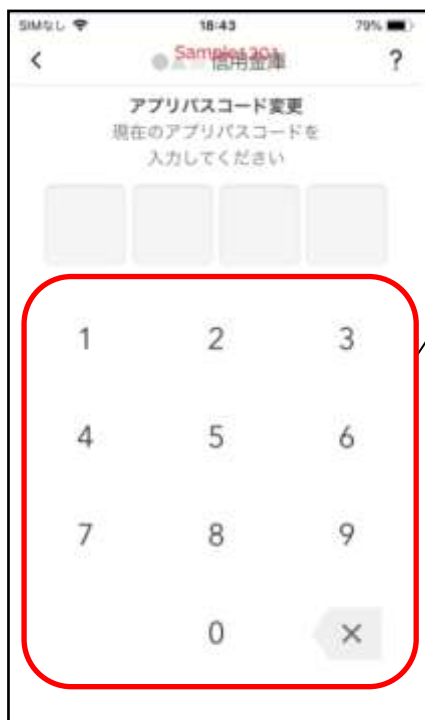 SIMなし 18:43 79%
信用金庫 ?
アプリパスコード変更
現在のアプリパスコードを
入力してください
1 2 3
4 5 6
7 8 9
0